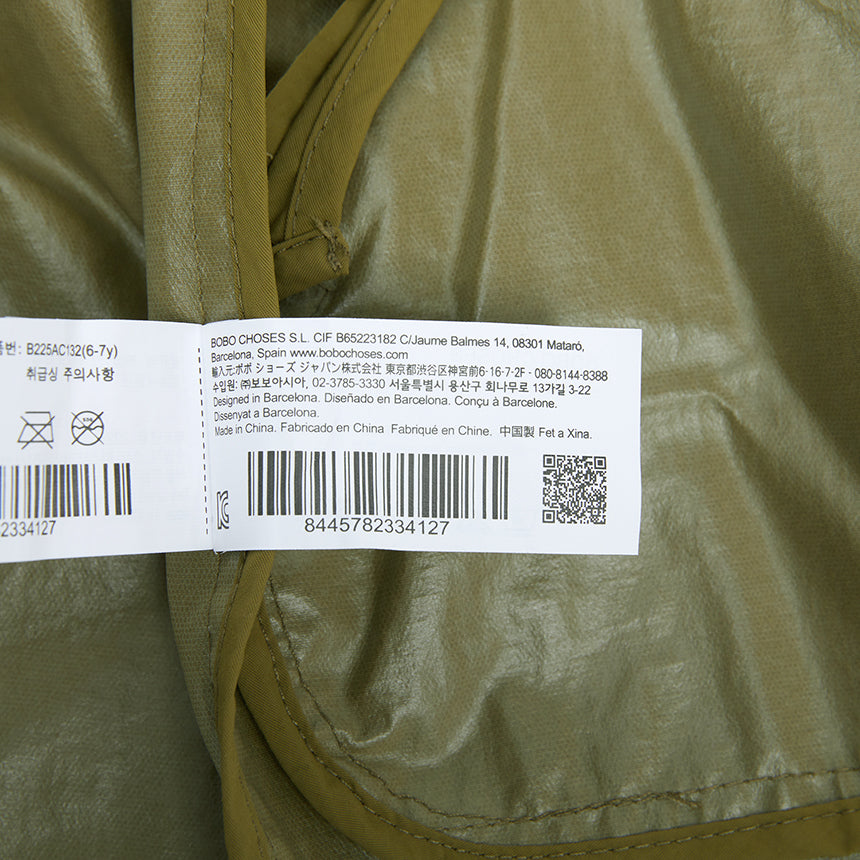 품번: B225AC132(6-7y)
취급싱 주의사항
2334127
BOBO CHOSES S.L. CIF B65223182 C/Jaume Balmes 14, 08301 Mataró,
Barcelona, Spain www.bobochoses.com
輸入元:ボボ ショーズ ジャパン株式会社 東京都渋谷区神宮前6-16-7-2F - 080-8144-8388
수입원: ㈜보보아시아, 02-3785-3330 서울특별시 용산구 회나무로 13가길 3-22
Designed in Barcelona. Diseñado en Barcelona. Conçu à Barcelone.
Dissenyat a Barcelona.
Made in China. Fabricado en China Fabriqué en Chine. 中国製 Fet a Xina.
8445782334127